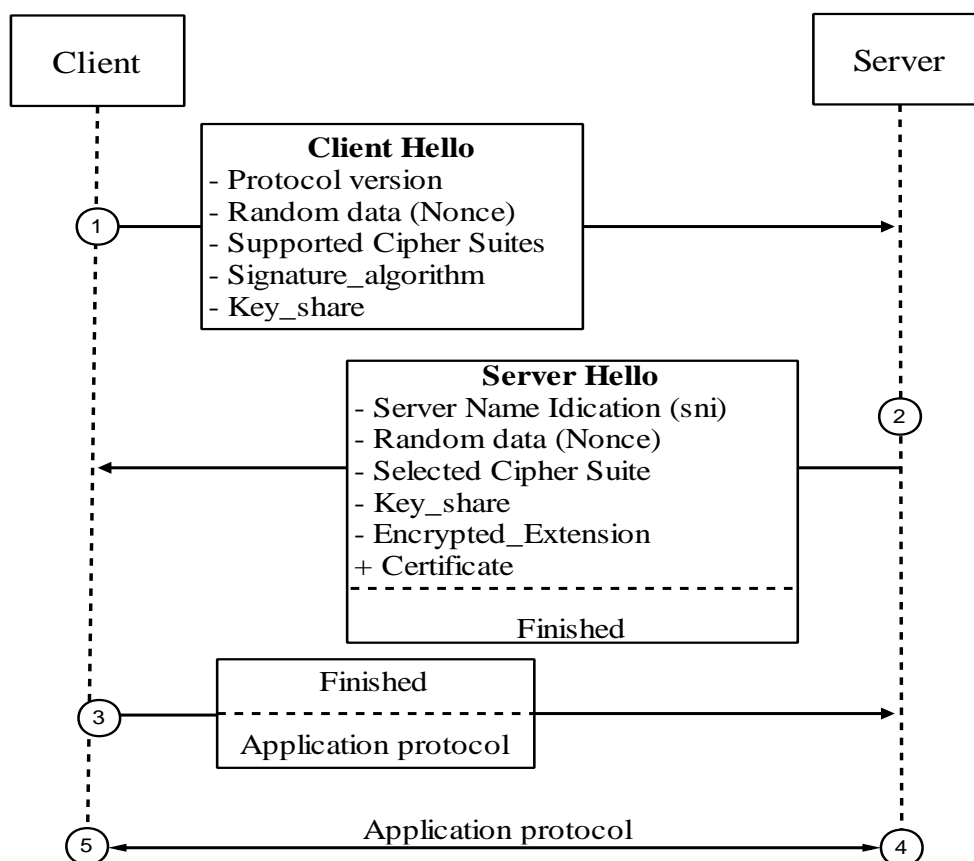 Client
Server
Client Hello
- Protocol version
- Random data (Nonce)
- Supported Cipher Suites
- Signature_algorithm
- Key_share
1
Server Hello
- Server Name Idication (sni)
- Random data (Nonce)
- Selected Cipher Suite
- Key_share
- Encrypted_Extension
+ Certificate
Finished
2
Finished
Application protocol
3
Application protocol
5
4